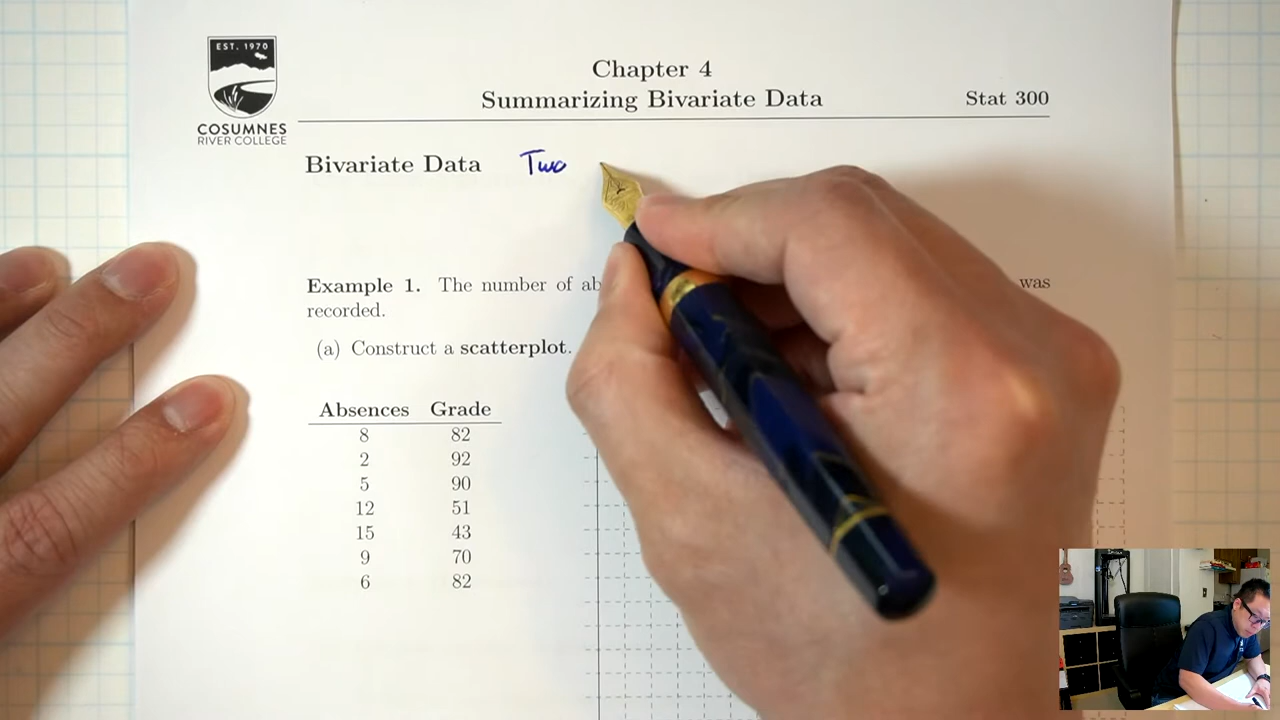 EST. 1970
COSUMNES
RIVER COLLEGE
Chapter 4
Summarizing Bivariate Data
Stat 300
Bivariate Data Two
Example 1. The number of ab was
recorded.
(a) Construct a scatterplot.
Absences Grade
8 82
2 92
5 90
12 51
15 43
9 70
6 82